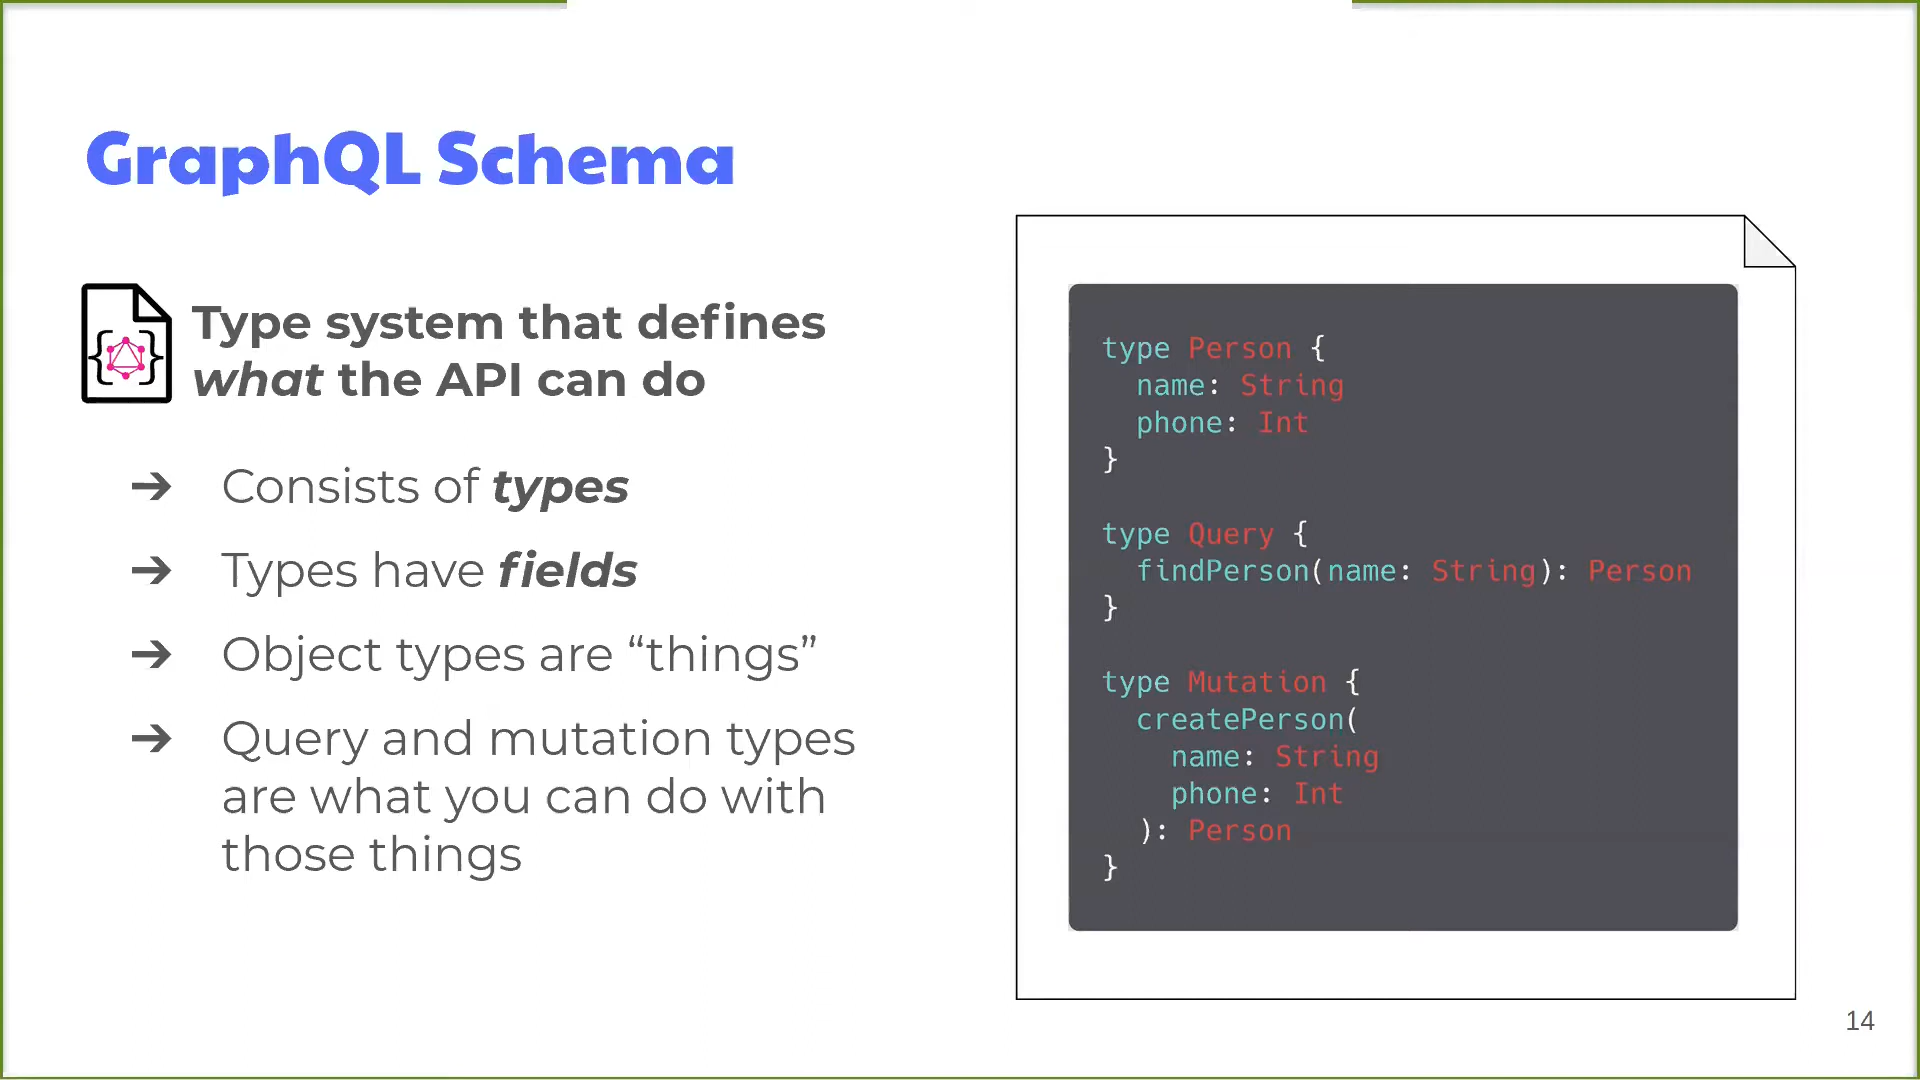 GraphQL Schema
Type system that defines
what the API can do
➔ Consists of types
➔ Types have fields
➔ Object types are “things”
➔ Query and mutation types
are what you can do with
those things
type Person {
  name: String
  phone: Int
}
type Query {
  findPerson(name: String): Person
}
type Mutation {
  createPerson(
    name: String
    phone: Int
  ): Person
}
14